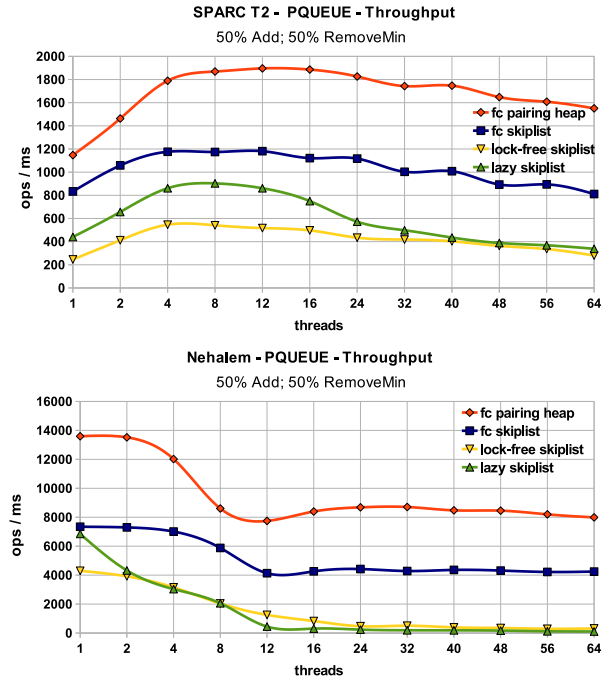 SPARC T2 - PQUEUE - Throughput
50% Add; 50% RemoveMin
2000
1800
1600
1400
1200
1000
800
600
400
200
0
ops / ms
fc pairing heap
fc skiplist
lock-free skiplist
lazy skiplist
1 2 4 8 12 16 24 32 40 48 56 64
threads
Nehalem - PQUEUE - Throughput
50% Add; 50% RemoveMin
16000
14000
12000
10000
8000
6000
4000
2000
0
ops / ms
fc pairing heap
fc skiplist
lock-free skiplist
lazy skiplist
1 2 4 8 12 16 24 32 40 48 56 64
threads